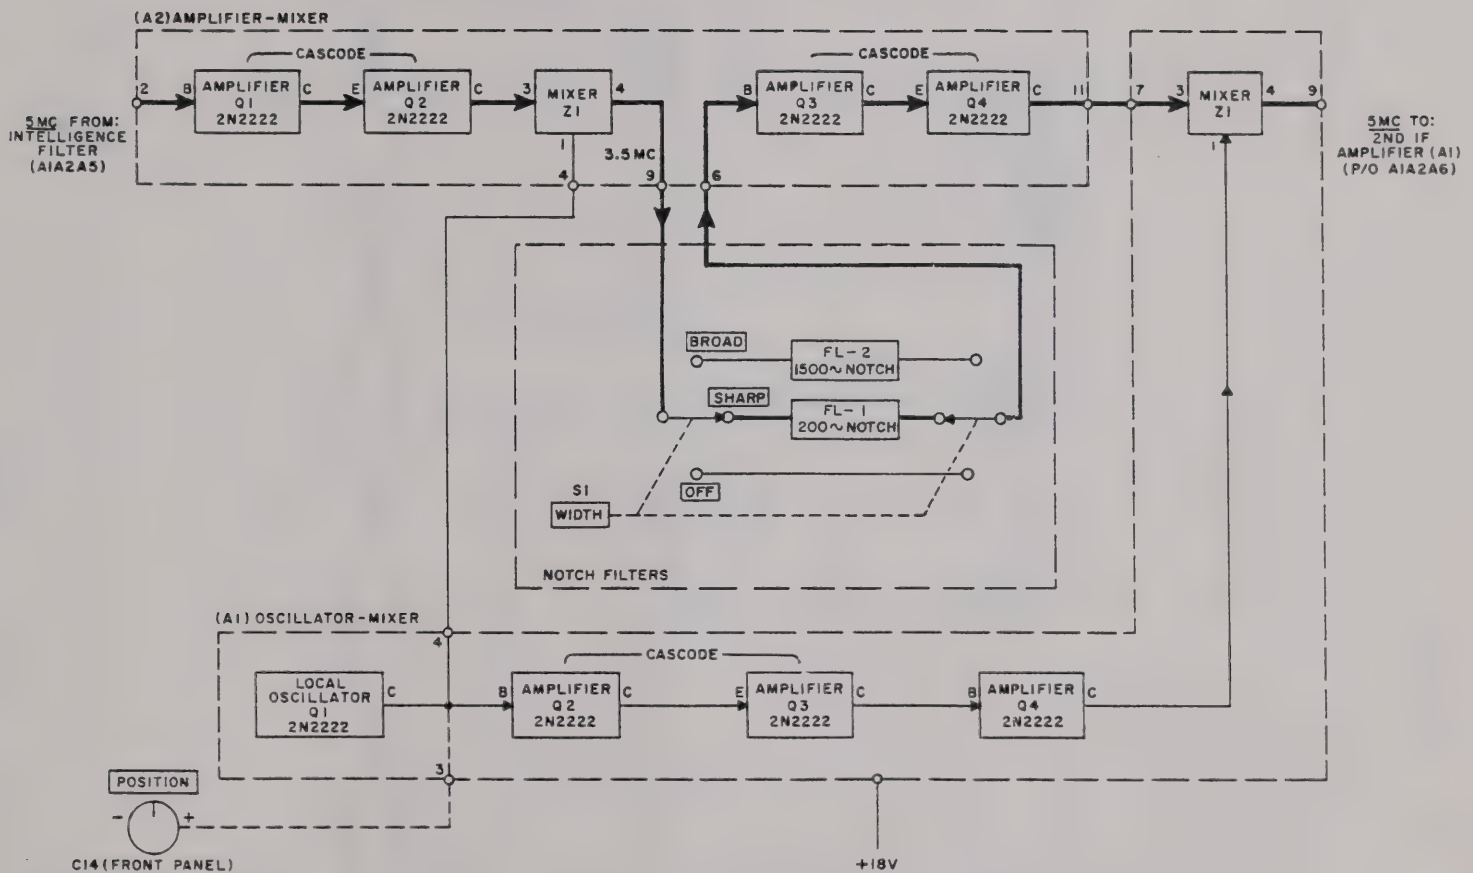 (A2) AMPLIFIER-MIXER
CASCODE
CASCODE
2
B
AMPLIFIER
Q1
2N2222
C
E
AMPLIFIER
Q2
2N2222
C
3
MIXER
Z1
4
1
B
AMPLIFIER
Q3
2N2222
C
E
AMPLIFIER
Q4
2N2222
C
11
7
3
MIXER
Z1
4
9
1
5MC FROM:
INTELLIGENCE
FILTER
(A1A2A5)
3.5MC
4
9
6
5MC TO:
2ND IF
AMPLIFIER (A1)
(P/O A1A2A6)
BROAD
FL-2
1500~NOTCH
SHARP
FL-1
200~NOTCH
OFF
S1
WIDTH
NOTCH FILTERS
(A1) OSCILLATOR-MIXER
4
CASCODE
LOCAL
OSCILLATOR
Q1
2N2222
C
B
AMPLIFIER
Q2
2N2222
C
E
AMPLIFIER
Q3
2N2222
C
B
AMPLIFIER
Q4
2N2222
C
3
POSITION
- +
C14 (FRONT PANEL)
+18V